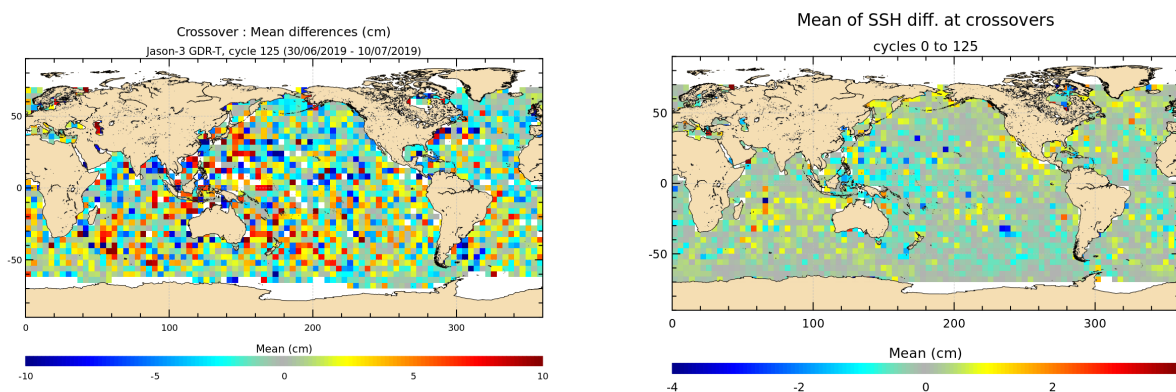 Crossover : Mean differences (cm)
Jason-3 GDR-T, cycle 125 (30/06/2019 - 10/07/2019)
50
0
-50
0 100 200 300
Mean (cm)
-10 -5 0 5 10
Mean of SSH diff. at crossovers
cycles 0 to 125
50
0
-50
0 100 200 300
Mean (cm)
-4 -2 0 2